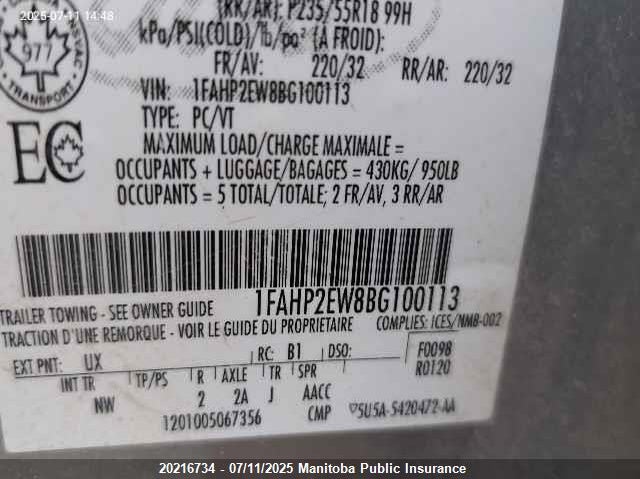 2025-07-11 14:48
(RR/AR): P235/55R18 99H
kPa/PSI(COLD)/lb/po² (A FROID):
FR/AV: 220/32 RR/AR: 220/32
977
TRANSPORT
VIN: 1FAHP2EW8BG100113
TYPE: PC/VT
EC
MAXIMUM LOAD/CHARGE MAXIMALE =
OCCUPANTS + LUGGAGE/BAGAGES = 430KG/ 950LB
OCCUPANTS = 5 TOTAL/TOTALE; 2 FR/AV, 3 RR/AR
1FAHP2EW8BG100113
TRAILER TOWING - SEE OWNER GUIDE
TRACTION D'UNE REMORQUE - VOIR LE GUIDE DU PROPRIETAIRE
COMPLIES: ICES/NMB-002
EXT PNT: UX RC: B1 DSO: F0098
INT TR TP/PS R AXLE TR SPR R0120
NW 2 2A J AACC
1201005067356 CMP 5U5A-5420472-AA
20216734 - 07/11/2025 Manitoba Public Insurance